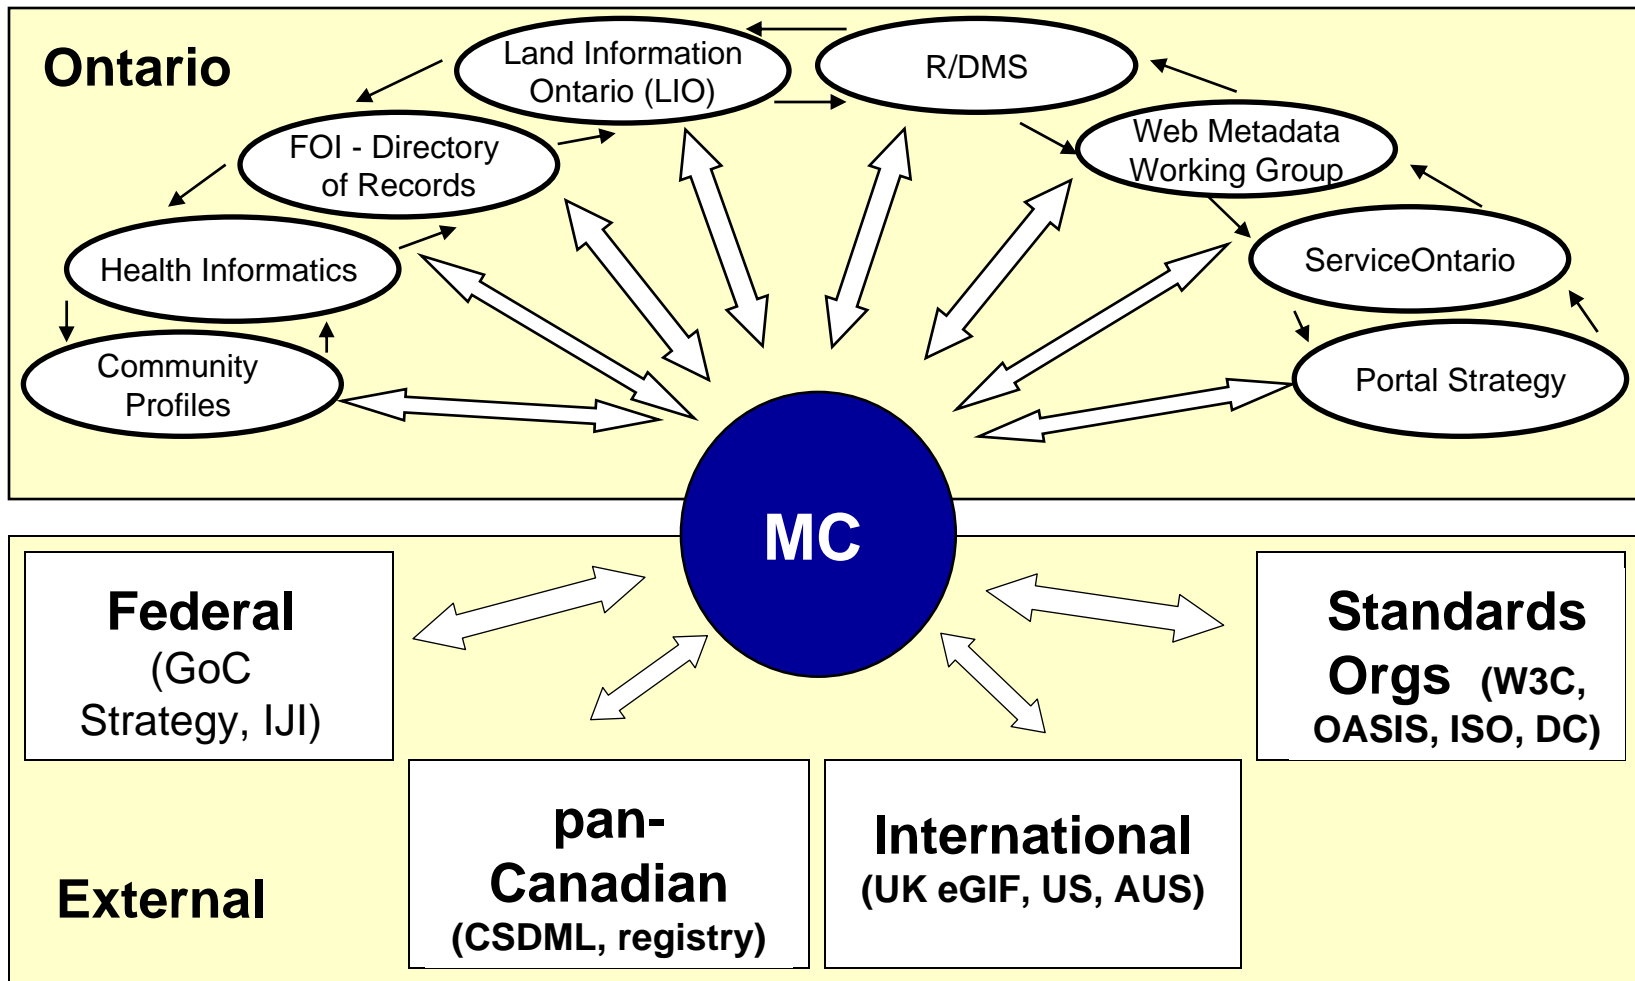 Ontario
Land Information
Ontario (LIO)
R/DMS
FOI - Directory
of Records
Web Metadata
Working Group
Health Informatics
ServiceOntario
Community
Profiles
Portal Strategy
MC
Federal
(GoC
Strategy, IJI)
Standards
Orgs (W3C,
OASIS, ISO, DC)
pan-
Canadian
(CSDML, registry)
International
(UK eGIF, US, AUS)
External